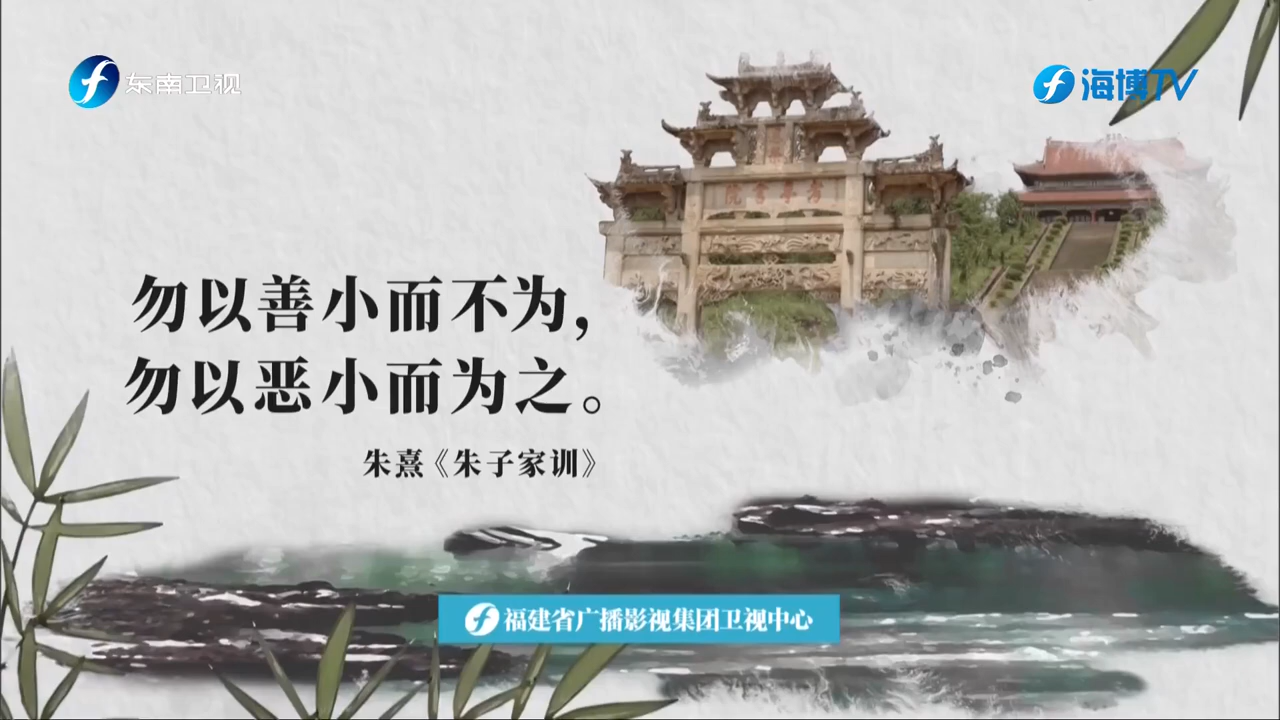 东南卫视
海博TV
考亭書院
勿以善小而不为，
勿以恶小而为之。
朱熹《朱子家训》
福建省广播影视集团卫视中心